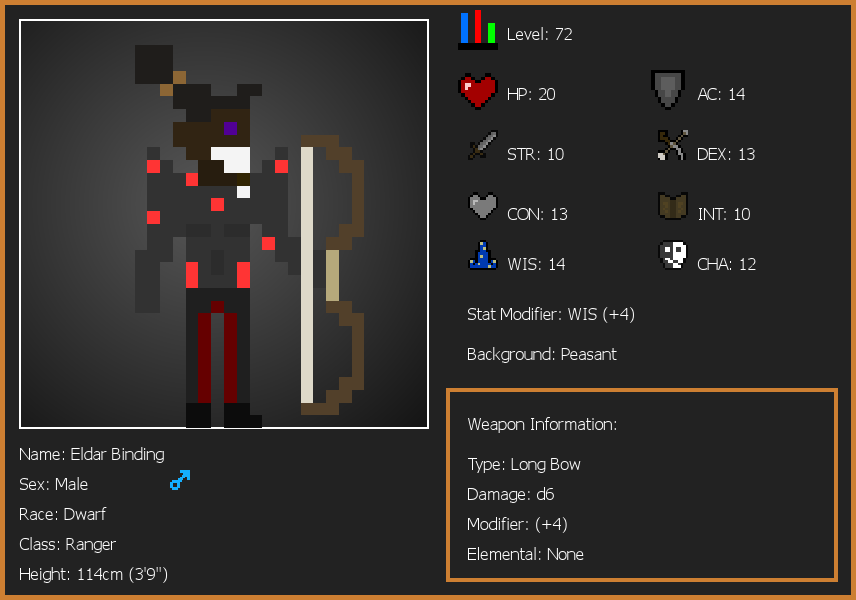 Level: 72
HP: 20
AC: 14
STR: 10
DEX: 13
CON: 13
INT: 10
WIS: 14
CHA: 12
Stat Modifier: WIS (+4)
Background: Peasant
Weapon Information:
Type: Long Bow
Damage: d6
Modifier: (+4)
Elemental: None
Name: Eldar Binding
Sex: Male
Race: Dwarf
Class: Ranger
Height: 114cm (3'9")